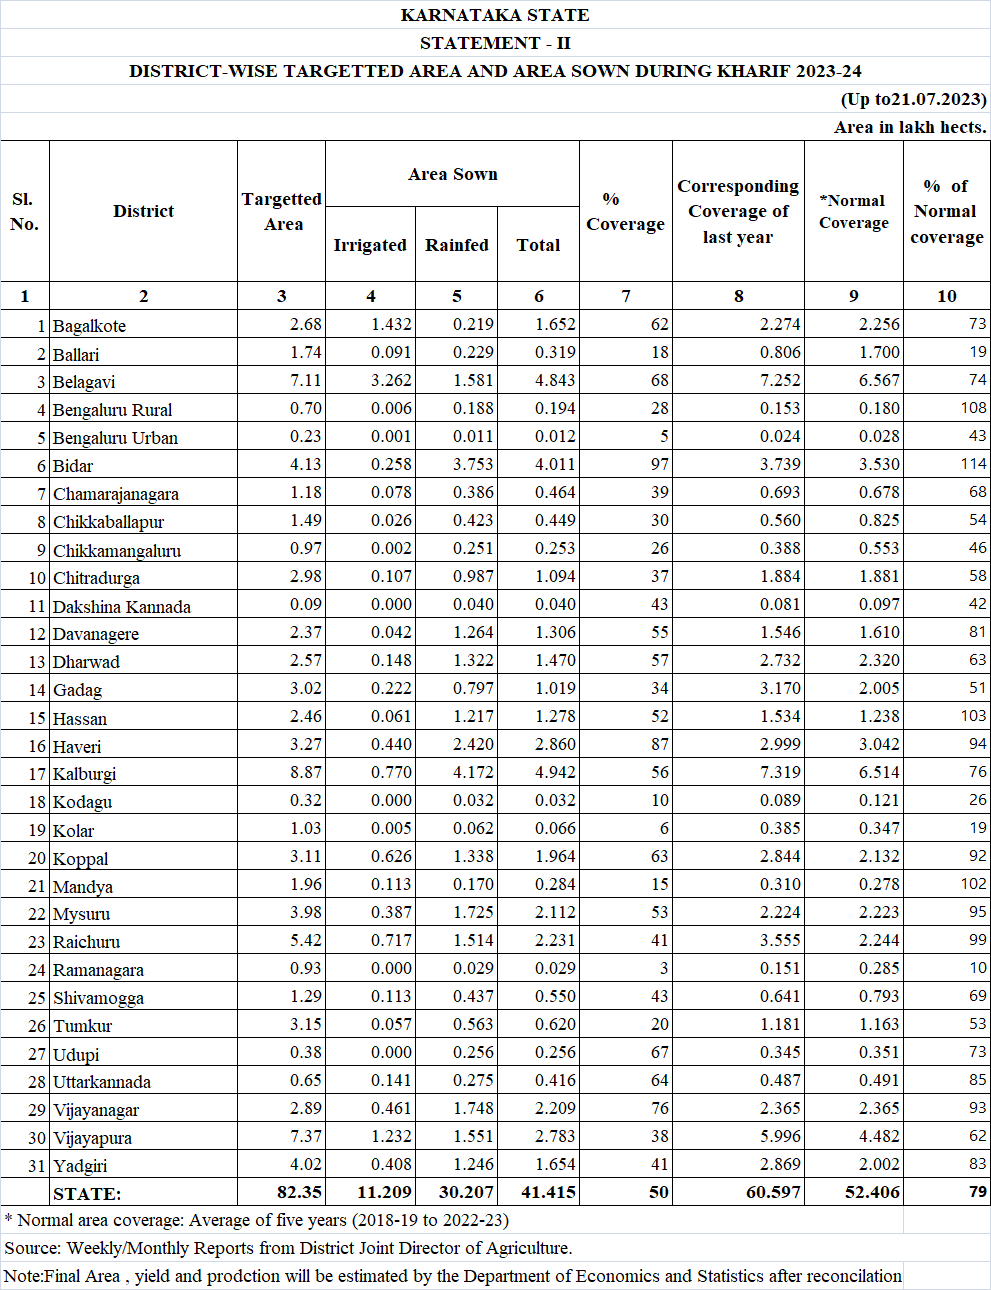 KARNATAKA STATE
STATEMENT - II
DISTRICT-WISE TARGETTED AREA AND AREA SOWN DURING KHARIF 2023-24
(Up to21.07.2023)
Area in lakh hects.
Sl. No. District Targetted Area Area Sown % Coverage Corresponding Coverage of last year *Normal Coverage % of Normal coverage
Irrigated Rainfed Total
1 2 3 4 5 6 7 8 9 10
1 Bagalkote 2.68 1.432 0.219 1.652 62 2.274 2.256 73
2 Ballari 1.74 0.091 0.229 0.319 18 0.806 1.700 19
3 Belagavi 7.11 3.262 1.581 4.843 68 7.252 6.567 74
4 Bengaluru Rural 0.70 0.006 0.188 0.194 28 0.153 0.180 108
5 Bengaluru Urban 0.23 0.001 0.011 0.012 5 0.024 0.028 43
6 Bidar 4.13 0.258 3.753 4.011 97 3.739 3.530 114
7 Chamarajanagara 1.18 0.078 0.386 0.464 39 0.693 0.678 68
8 Chikkaballapur 1.49 0.026 0.423 0.449 30 0.560 0.825 54
9 Chikkamangaluru 0.97 0.002 0.251 0.253 26 0.388 0.553 46
10 Chitradurga 2.98 0.107 0.987 1.094 37 1.884 1.881 58
11 Dakshina Kannada 0.09 0.000 0.040 0.040 43 0.081 0.097 42
12 Davanagere 2.37 0.042 1.264 1.306 55 1.546 1.610 81
13 Dharwad 2.57 0.148 1.322 1.470 57 2.732 2.320 63
14 Gadag 3.02 0.222 0.797 1.019 34 3.170 2.005 51
15 Hassan 2.46 0.061 1.217 1.278 52 1.534 1.238 103
16 Haveri 3.27 0.440 2.420 2.860 87 2.999 3.042 94
17 Kalburgi 8.87 0.770 4.172 4.942 56 7.319 6.514 76
18 Kodagu 0.32 0.000 0.032 0.032 10 0.089 0.121 26
19 Kolar 1.03 0.005 0.062 0.066 6 0.385 0.347 19
20 Koppal 3.11 0.626 1.338 1.964 63 2.844 2.132 92
21 Mandya 1.96 0.113 0.170 0.284 15 0.310 0.278 102
22 Mysuru 3.98 0.387 1.725 2.112 53 2.224 2.223 95
23 Raichuru 5.42 0.717 1.514 2.231 41 3.555 2.244 99
24 Ramanagara 0.93 0.000 0.029 0.029 3 0.151 0.285 10
25 Shivamogga 1.29 0.113 0.437 0.550 43 0.641 0.793 69
26 Tumkur 3.15 0.057 0.563 0.620 20 1.181 1.163 53
27 Udupi 0.38 0.000 0.256 0.256 67 0.345 0.351 73
28 Uttarkannada 0.65 0.141 0.275 0.416 64 0.487 0.491 85
29 Vijayanagar 2.89 0.461 1.748 2.209 76 2.365 2.365 93
30 Vijayapura 7.37 1.232 1.551 2.783 38 5.996 4.482 62
31 Yadgiri 4.02 0.408 1.246 1.654 41 2.869 2.002 83
STATE: 82.35 11.209 30.207 41.415 50 60.597 52.406 79
* Normal area coverage: Average of five years (2018-19 to 2022-23)
Source: Weekly/Monthly Reports from District Joint Director of Agriculture.
Note:Final Area , yield and prodction will be estimated by the Department of Economics and Statistics after reconcilation